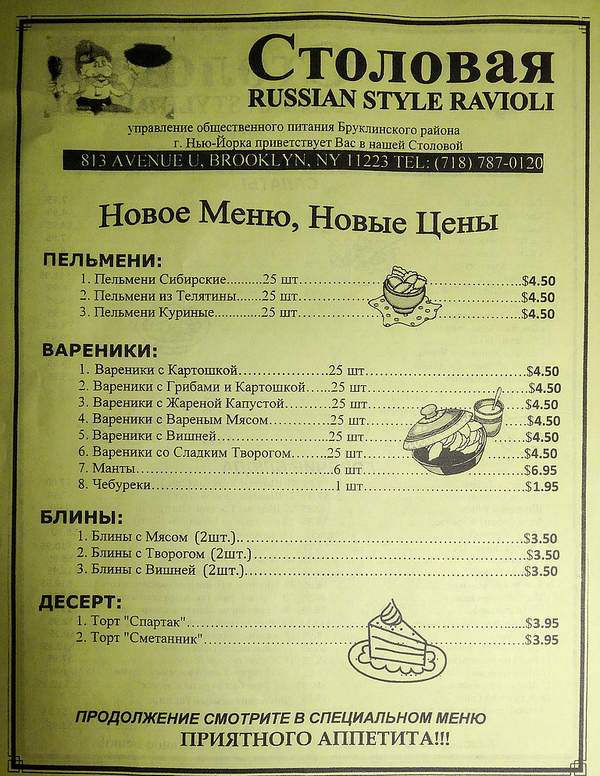 Столовая
RUSSIAN STYLE RAVIOLI
управление общественного питания Бруклинского района
г. Нью-Йорка приветствует Вас в нашей Столовой
813 AVENUE U, BROOKLYN, NY 11223 TEL: (718) 787-0120
Новое Меню, Новые Цены
ПЕЛЬМЕНИ:
1. Пельмени Сибирские..........25 шт.......................................................$4.50
2. Пельмени из Телятины.......25 шт.......................................................$4.50
3. Пельмени Куриные.............25 шт.......................................................$4.50
ВАРЕНИКИ:
1. Вареники с Картошкой.......................25 шт.......................................$4.50
2. Вареники с Грибами и Картошкой......25 шт.......................................$4.50
3. Вареники с Жареной Капустой...........25 шт.......................................$4.50
4. Вареники с Вареным Мясом...............25 шт.......................................$4.50
5. Вареники с Вишней............................25 шт.......................................$4.50
6. Вареники со Сладким Творогом.........25 шт.......................................$4.50
7. Манты..................................................6 шт.......................................$6.95
8. Чебуреки..............................................1 шт.......................................$1.95
БЛИНЫ:
1. Блины с Мясом (2шт.)..........................................................................$3.50
2. Блины с Творогом (2шт.).....................................................................$3.50
3. Блины с Вишней (2шт.)........................................................................$3.50
ДЕСЕРТ:
1. Торт "Спартак"......................................................................................$3.95
2. Торт "Сметанник"..................................................................................$3.95
ПРОДОЛЖЕНИЕ СМОТРИТЕ В СПЕЦИАЛЬНОМ МЕНЮ
ПРИЯТНОГО АППЕТИТА!!!